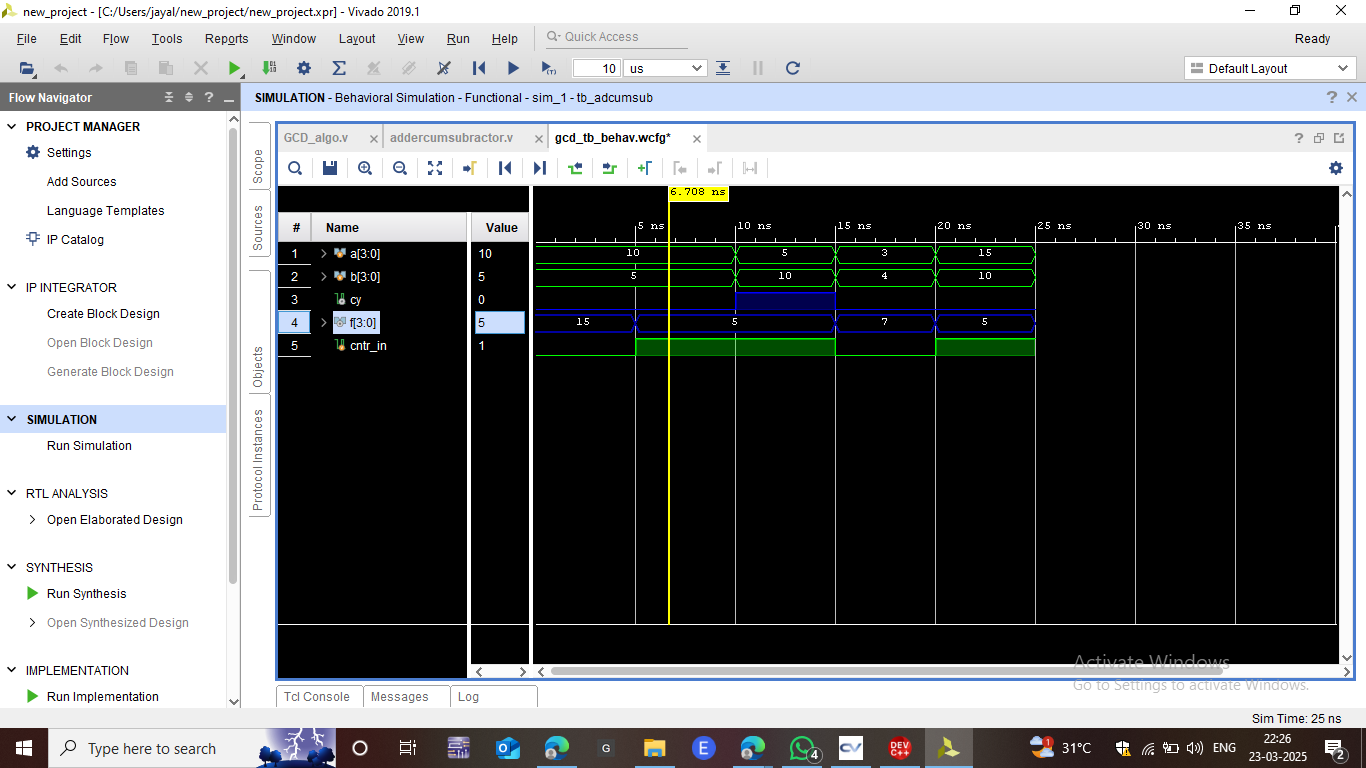 new_project - [C:/Users/jayal/new_project/new_project.xpr] - Vivado 2019.1
File Edit Flow Tools Reports Window Layout View Run Help Quick Access Ready
10 us Default Layout
Flow Navigator
SIMULATION - Behavioral Simulation - Functional - sim_1 - tb_adcumsub
PROJECT MANAGER
Settings
Add Sources
Language Templates
IP Catalog
IP INTEGRATOR
Create Block Design
Open Block Design
Generate Block Design
SIMULATION
Run Simulation
RTL ANALYSIS
Open Elaborated Design
SYNTHESIS
Run Synthesis
Open Synthesized Design
IMPLEMENTATION
Run Implementation
Scope
Sources
Objects
Protocol Instances
GCD_algo.v addercumsubractor.v gcd_tb_behav.wcfg*
6.708 ns
# Name Value 5 ns 10 ns 15 ns 20 ns 25 ns 30 ns 35 ns
1 a[3:0] 10 10 5 3 15
2 b[3:0] 5 5 10 4 10
3 cy 0
4 f[3:0] 5 15 5 7 5
5 cntr_in 1
Activate Windows
Go to Settings to activate Windows.
Tcl Console Messages Log
Sim Time: 25 ns
Type here to search
G
E
4
CV
DEV
C++
1
31°C
ENG
22:26
23-03-2025
2